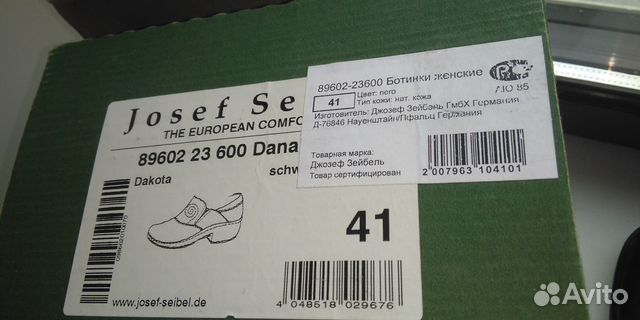 Josef Sei
THE EUROPEAN COMFO
89602 23 600 Dana
schw
Dakota
41
www.josef-seibel.de
4 048518 029676
89602-23600 Ботинки женские
41
Цвет: nero
Тип кожи: нат. кожа
АЮ 85
Изготовитель: Джозеф Зейбель ГмбХ Германия
Д-76846 Науенштайн/Пфальц Германия
Товарная марка:
Джозеф Зейбель
Товар сертифицирован
2 007963 104101
Avito